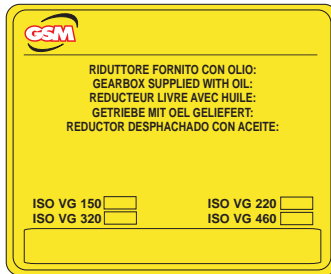 GSM
RIDUTTORE FORNITO CON OLIO:
GEARBOX SUPPLIED WITH OIL:
REDUCTEUR LIVRE AVEC HUILE:
GETRIEBE MIT OEL GELIEFERT:
REDUCTOR DESPHACHADO CON ACEITE:
ISO VG 150 ISO VG 220
ISO VG 320 ISO VG 460